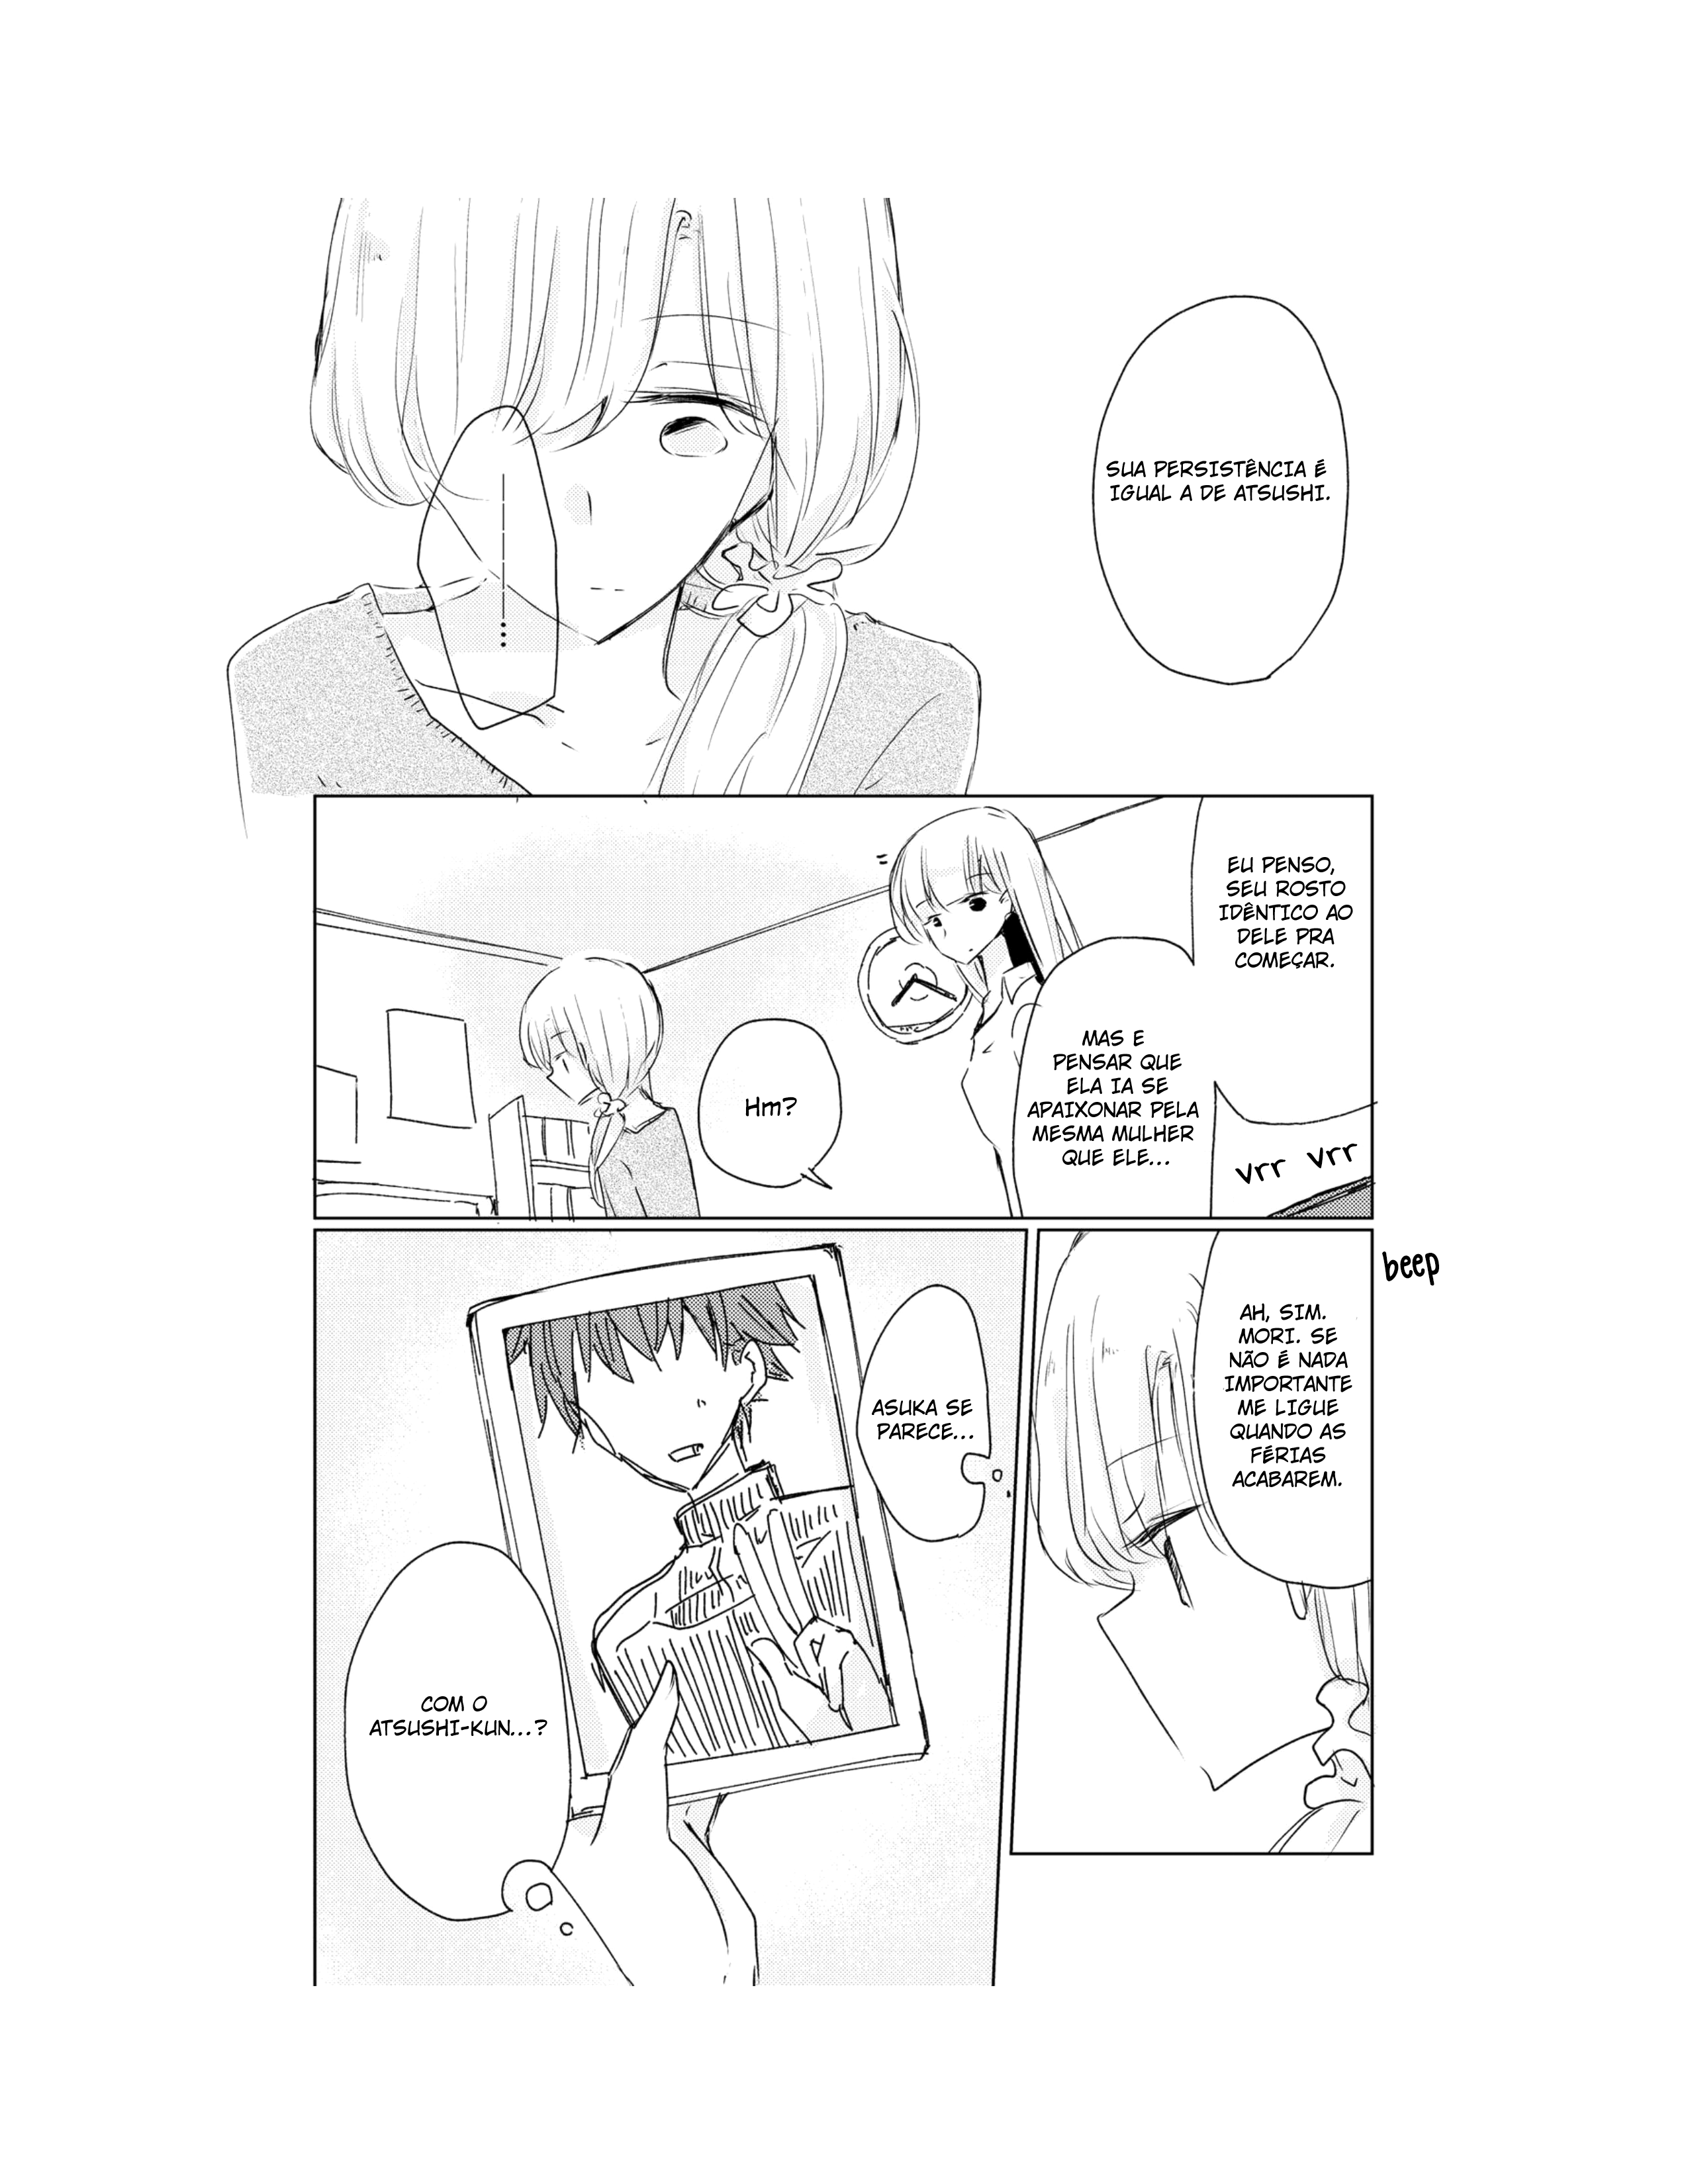 SUA PERSISTÊNCIA É
IGUAL A DE ATSUSHI.
...
EU PENSO,
SEU ROSTO
IDÊNTICO AO
DELE PRA
COMEÇAR.
MAS E
PENSAR QUE
ELA IA SE
APAIXONAR PELA
MESMA MULHER
QUE ELE...
vrr vrr
Hm?
beep
AH, SIM.
MORI. SE
NÃO É NADA
IMPORTANTE
ME LIGUE
QUANDO AS
FÉRIAS
ACABAREM.
ASUKA SE
PARECE...
COM O
ATSUSHI-KUN...?